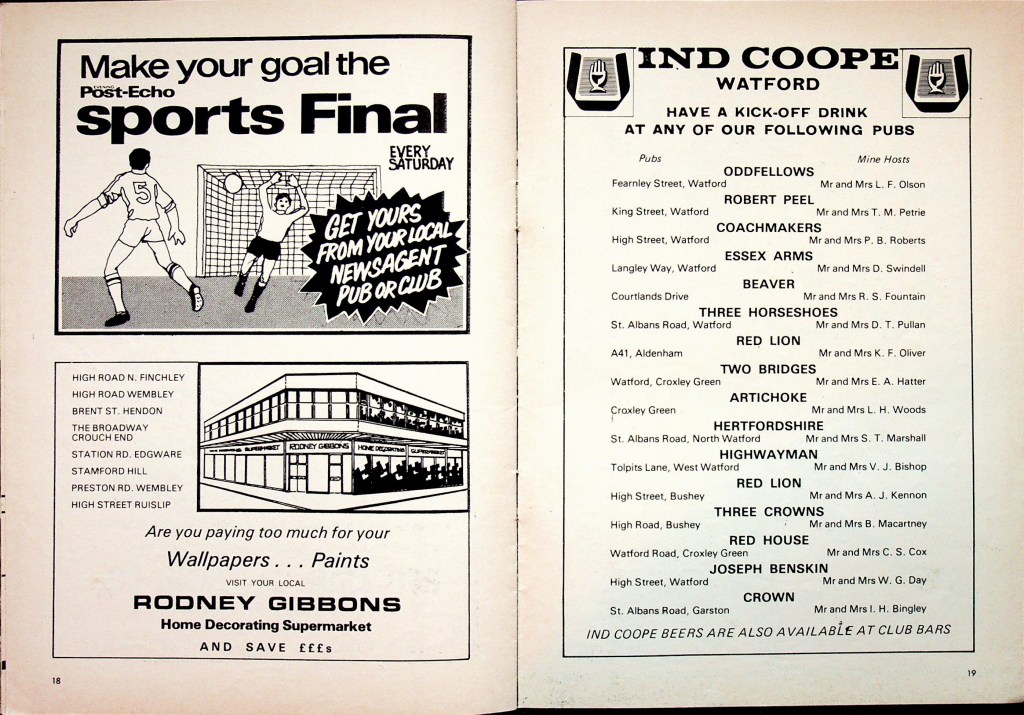 Make your goal the
EVENING
Post-Echo
sports Final
EVERY
SATURDAY
5
GET YOURS
FROM YOUR LOCAL
NEWSAGENT
PUB OR CLUB
HIGH ROAD N. FINCHLEY
HIGH ROAD WEMBLEY
BRENT ST. HENDON
THE BROADWAY
CROUCH END
STATION RD. EDGWARE
STAMFORD HILL
PRESTON RD. WEMBLEY
HIGH STREET RUISLIP
SUPERMARKET RODNEY GIBBONS HOME DECORATING SUPERMARKET
Are you paying too much for your
Wallpapers . . . Paints
VISIT YOUR LOCAL
RODNEY GIBBONS
Home Decorating Supermarket
AND SAVE £££s
18
IND COOPE
WATFORD
HAVE A KICK-OFF DRINK
AT ANY OF OUR FOLLOWING PUBS
Pubs Mine Hosts
ODDFELLOWS
Fearnley Street, Watford Mr and Mrs L. F. Olson
ROBERT PEEL
King Street, Watford Mr and Mrs T. M. Petrie
COACHMAKERS
High Street, Watford Mr and Mrs P. B. Roberts
ESSEX ARMS
Langley Way, Watford Mr and Mrs D. Swindell
BEAVER
Courtlands Drive Mr and Mrs R. S. Fountain
THREE HORSESHOES
St. Albans Road, Watford Mr and Mrs D. T. Pullan
RED LION
A41, Aldenham Mr and Mrs K. F. Oliver
TWO BRIDGES
Watford, Croxley Green Mr and Mrs E. A. Hatter
ARTICHOKE
Croxley Green Mr and Mrs L. H. Woods
HERTFORDSHIRE
St. Albans Road, North Watford Mr and Mrs S. T. Marshall
HIGHWAYMAN
Tolpits Lane, West Watford Mr and Mrs V. J. Bishop
RED LION
High Street, Bushey Mr and Mrs A. J. Kennon
THREE CROWNS
High Road, Bushey Mr and Mrs B. Macartney
RED HOUSE
Watford Road, Croxley Green Mr and Mrs C. S. Cox
JOSEPH BENSKIN
High Street, Watford Mr and Mrs W. G. Day
CROWN
St. Albans Road, Garston Mr and Mrs I. H. Bingley
IND COOPE BEERS ARE ALSO AVAILABLE AT CLUB BARS
19